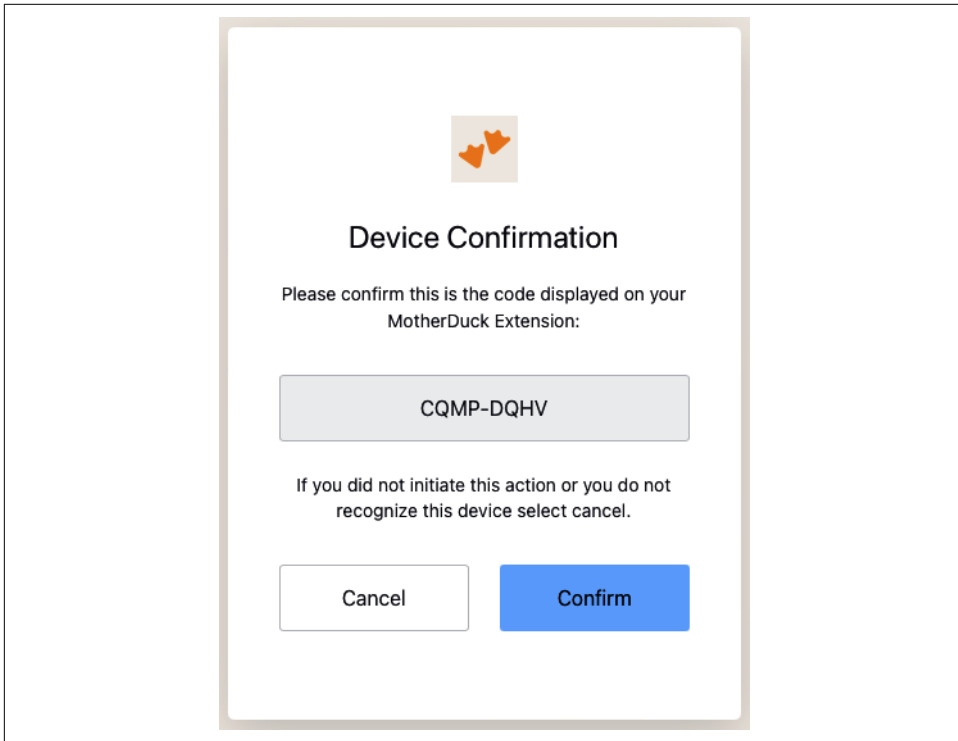 Device Confirmation
Please confirm this is the code displayed on your
MotherDuck Extension:
CQMP-DQHV
If you did not initiate this action or you do not
recognize this device select cancel.
Cancel
Confirm